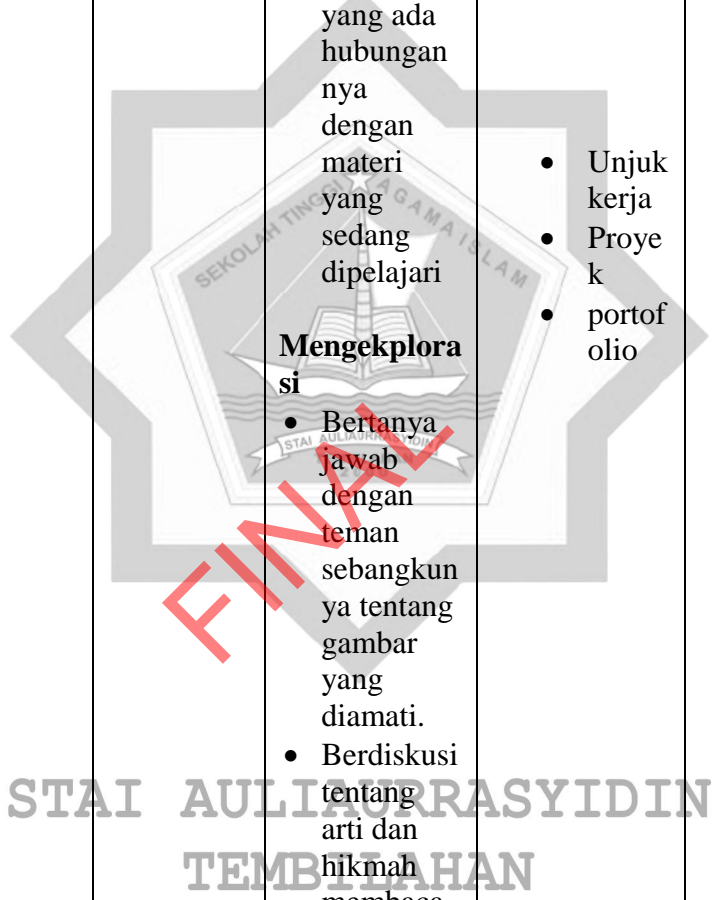 yang ada
hubungan
nya
dengan
materi
yang
sedang
dipelajari
Mengekplora
si
• Bertanya
jawab
dengan
teman
sebangkun
ya tentang
gambar
yang
diamati.
• Berdiskusi
tentang
arti dan
hikmah
membaca
• Unjuk
kerja
• Proye
k
• portof
olio
SEKOLAH TINGGI AGAMA ISLAM
STAI AULIAURRASYIDIN
FINAL
STAI AULIAURRASYIDIN
TEMBILAHAN